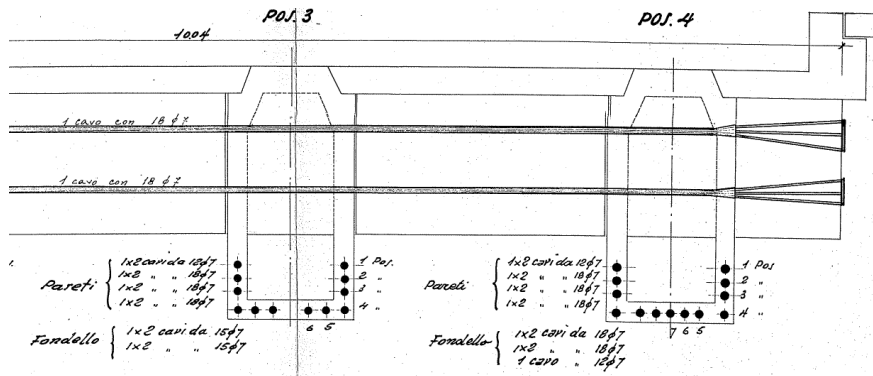 POS. 3
POS. 4
10.04
1 cavo con 18 φ 7
1 cavo con 18 φ 7
Pareti { 1x2 cavi da 12φ7
1x2 " " 18φ7
1x2 " " 18φ7
1x2 " " 18φ7
1 Pos.
2 "
3 "
4 "
6 5
Fondello { 1x2 cavi da 15φ7
1x2 " " 15φ7
Pareti { 1x2 cavi da 12φ7
1x2 " " 18φ7
1x2 " " 18φ7
1x2 " " 18φ7
1 Pos
2 "
3 "
4 "
7 6 5
Fondello { 1x2 cavi da 18φ7
1x2 " " 18φ7
1 cavo " 12φ7